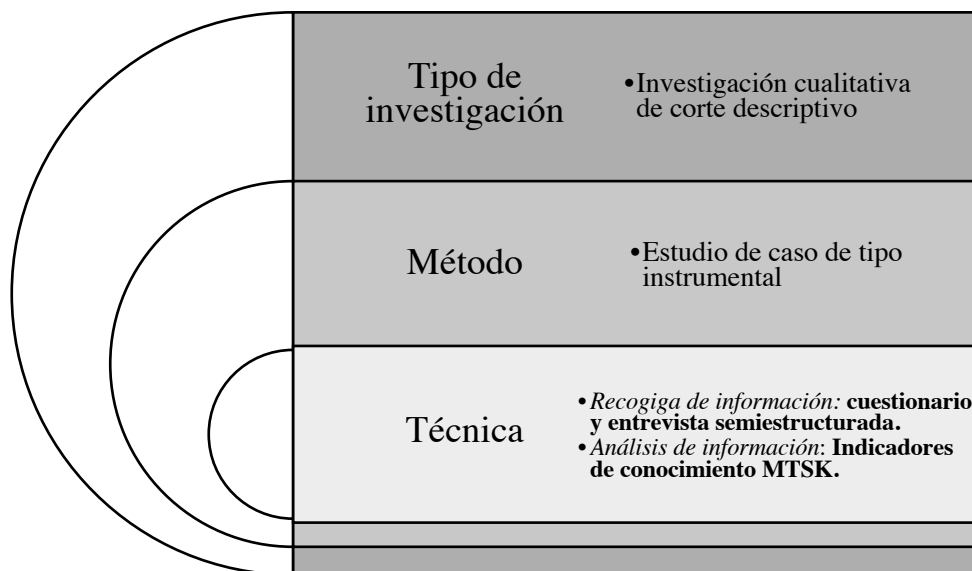 Tipo de
investigación
•Investigación cualitativa
de corte descriptivo
Método
•Estudio de caso de tipo
instrumental
Técnica
•Recogiga de información: cuestionario
y entrevista semiestructurada.
•Análisis de información: Indicadores
de conocimiento MTSK.